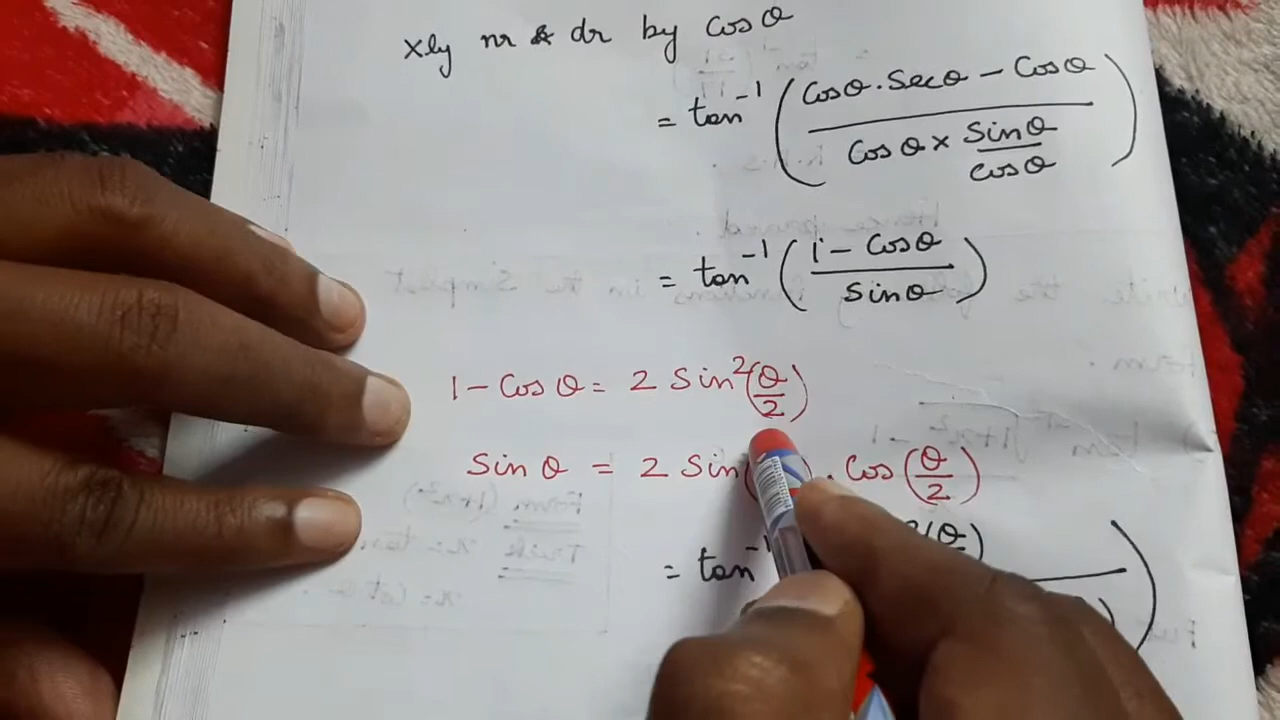 xly nr & dr by cosθ
= tan⁻¹ ( (cosθ.secθ - cosθ) / (cosθ x sinθ/cosθ) )
= tan⁻¹ ( (1 - cosθ) / sinθ )
1 - cosθ = 2 sin²(θ/2)
sinθ = 2 sin( ) . cos(θ/2)
= tan⁻¹